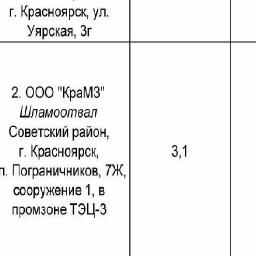 г. Красноярск, ул.
Уярская, 3г
2. ООО "КраМЗ"
Шламоотвал
Советский район,
г. Красноярск,
л. Пограничников, 7Ж,
сооружение 1, в
промзоне ТЭЦ-3
3,1